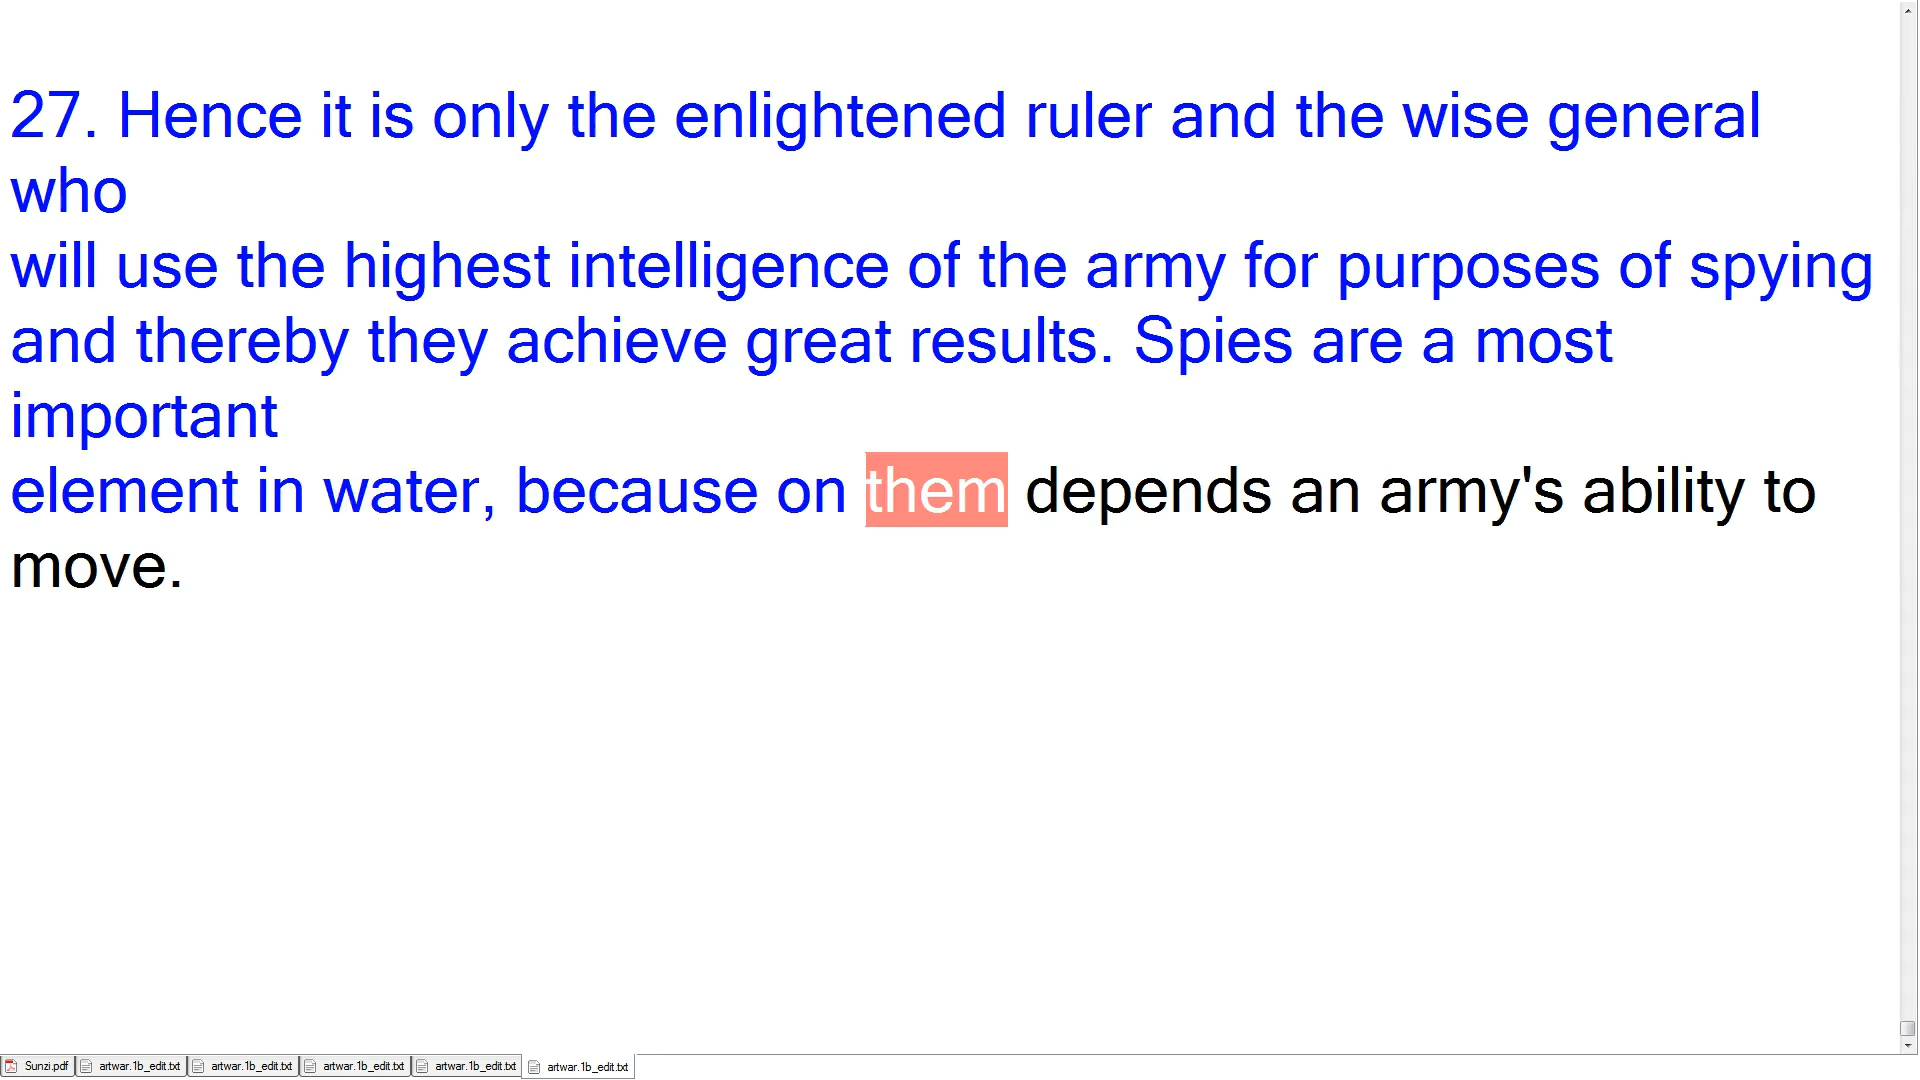 27. Hence it is only the enlightened ruler and the wise general
who
will use the highest intelligence of the army for purposes of spying
and thereby they achieve great results. Spies are a most
important
element in water, because on them depends an army's ability to
move.
Sunzi.pdf artwar.1b_edit.txt artwar.1b_edit.txt artwar.1b_edit.txt artwar.1b_edit.txt artwar.1b_edit.txt